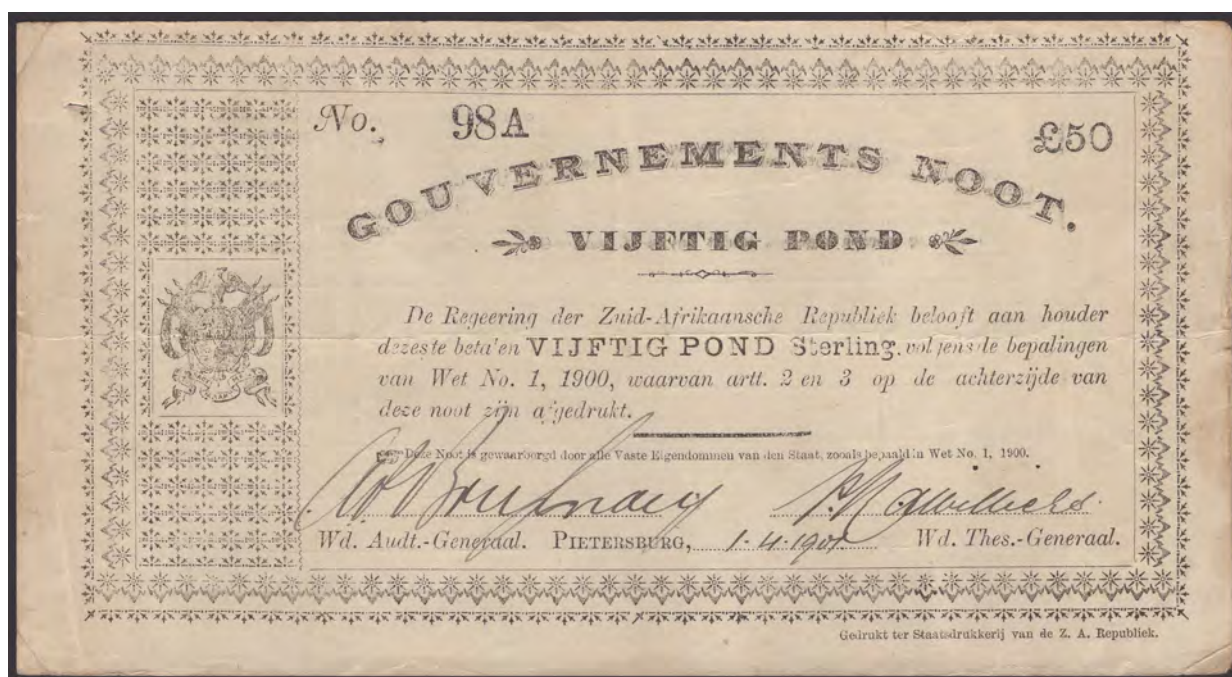 No. 98A £50
GOUVERNEMENTS NOOT.
VIJFTIG POND
De Regeering der Zuid-Afrikaansche Republiek belooft aan houder
dezes te beta'en VIJFTIG POND Sterling. volgens de bepalingen
van Wet No. 1, 1900, waarvan artt. 2 en 3 op de achterzijde van
deze noot zijn afgedrukt.
Deze Noot is gewaarborgd door alle Vaste Eigendommen van den Staat, zooals bepaald in Wet No. 1, 1900.
Wd. Audt.-Generaal. PIETERSBURG, 1-4-1901 Wd. Thes.-Generaal.
Gedrukt ter Staatsdrukkerij van de Z. A. Republiek.